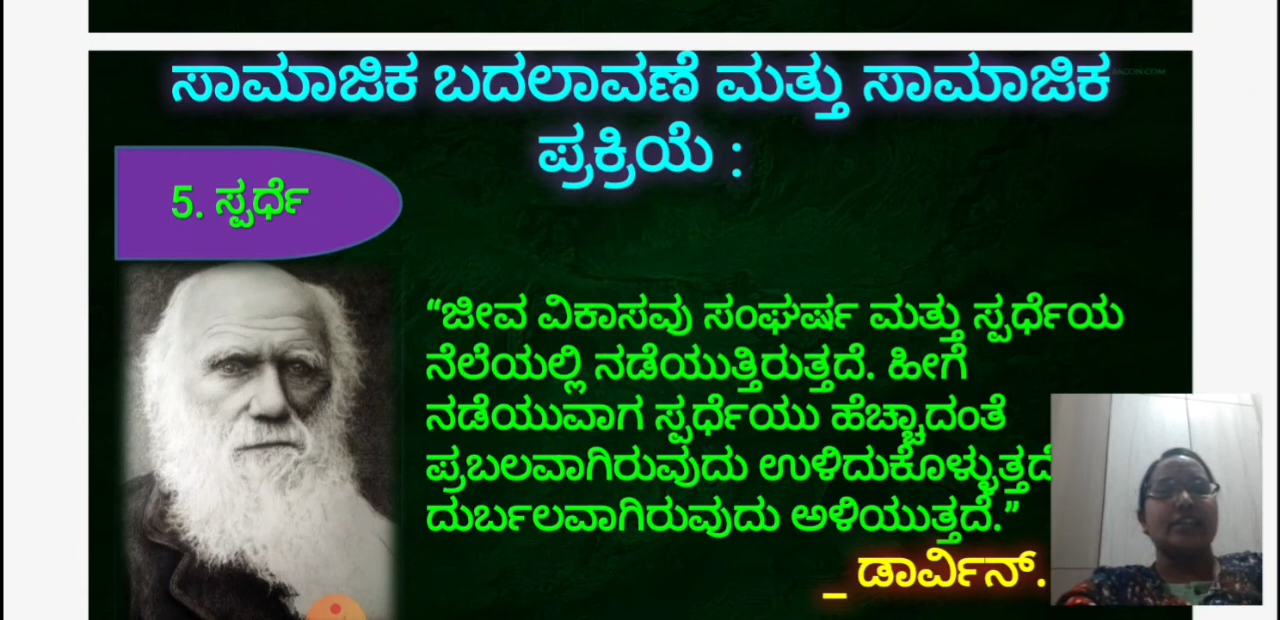 ಸಾಮಾಜಿಕ ಬದಲಾವಣೆ ಮತ್ತು ಸಾಮಾಜಿಕ
ಪ್ರಕ್ರಿಯೆ :
5. ಸ್ಪರ್ಧೆ
“ಜೀವ ವಿಕಾಸವು ಸಂಘರ್ಷ ಮತ್ತು ಸ್ಪರ್ಧೆಯ
ನೆಲೆಯಲ್ಲಿ ನಡೆಯುತ್ತಿರುತ್ತದೆ. ಹೀಗೆ
ನಡೆಯುವಾಗ ಸ್ಪರ್ಧೆಯು ಹೆಚ್ಚಾದಂತೆ
ಪ್ರಬಲವಾಗಿರುವುದು ಉಳಿದುಕೊಳ್ಳುತ್ತದೆ
ದುರ್ಬಲವಾಗಿರುವುದು ಅಳಿಯುತ್ತದೆ.”
_ ಡಾರ್ವಿನ್.